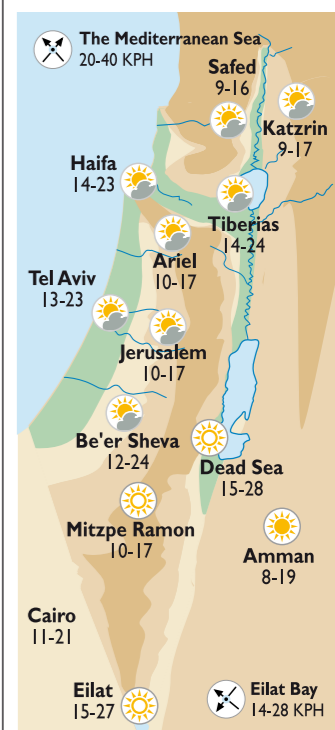 The Mediterranean Sea
20-40 KPH
Safed
9-16
Katzrin
9-17
Haifa
14-23
Tiberias
14-24
Ariel
10-17
Tel Aviv
13-23
Jerusalem
10-17
Be'er Sheva
12-24
Dead Sea
15-28
Mitzpe Ramon
10-17
Amman
8-19
Cairo
11-21
Eilat
15-27
Eilat Bay
14-28 KPH